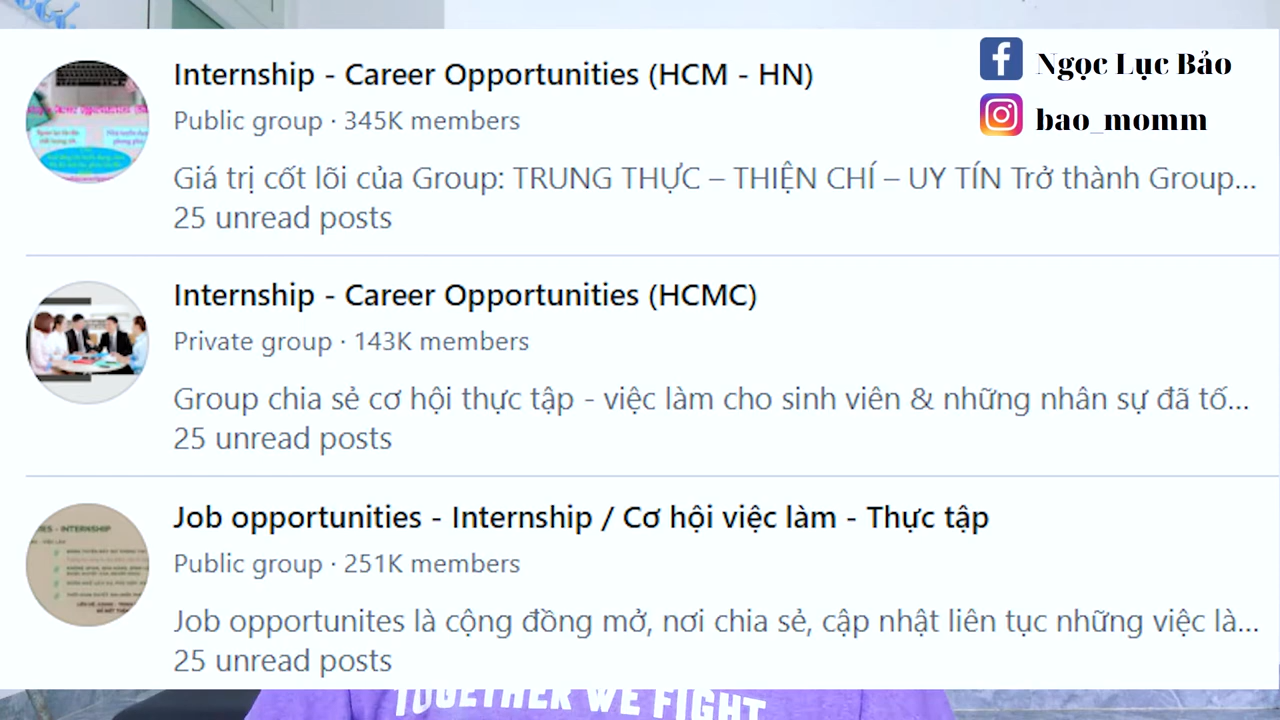 Internship - Career Opportunities (HCM - HN)
Public group · 345K members
Giá trị cốt lõi của Group: TRUNG THỰC – THIỆN CHÍ – UY TÍN Trở thành Group...
25 unread posts
Ngọc Lục Bảo
bao_momm
Internship - Career Opportunities (HCMC)
Private group · 143K members
Group chia sẻ cơ hội thực tập - việc làm cho sinh viên & những nhân sự đã tố...
25 unread posts
Job opportunities - Internship / Cơ hội việc làm - Thực tập
Public group · 251K members
Job opportunites là cộng đồng mở, nơi chia sẻ, cập nhật liên tục những việc là...
25 unread posts
TOGETHER WE FIGHT